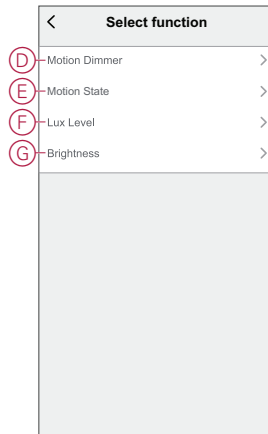 Select function
D Motion Dimmer
E Motion State
F Lux Level
G Brightness